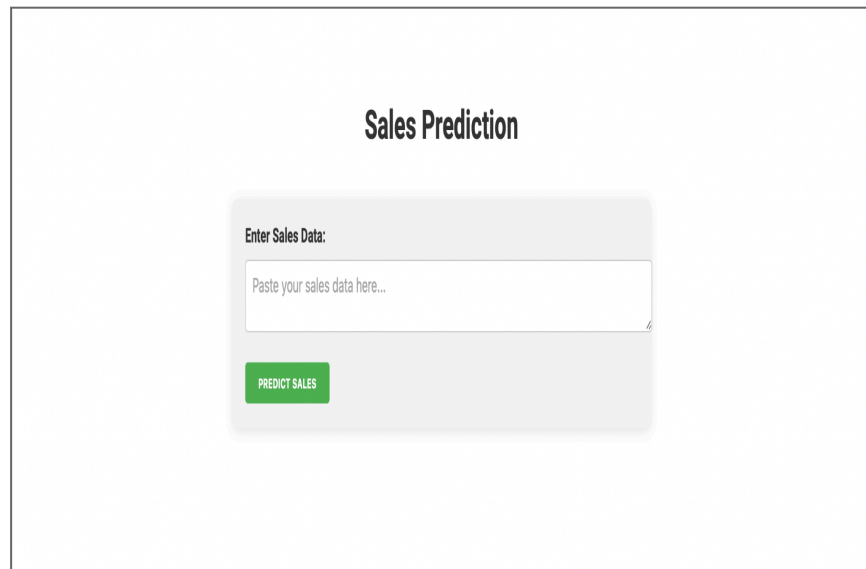 Sales Prediction
Enter Sales Data:
Paste your sales data here...
PREDICT SALES